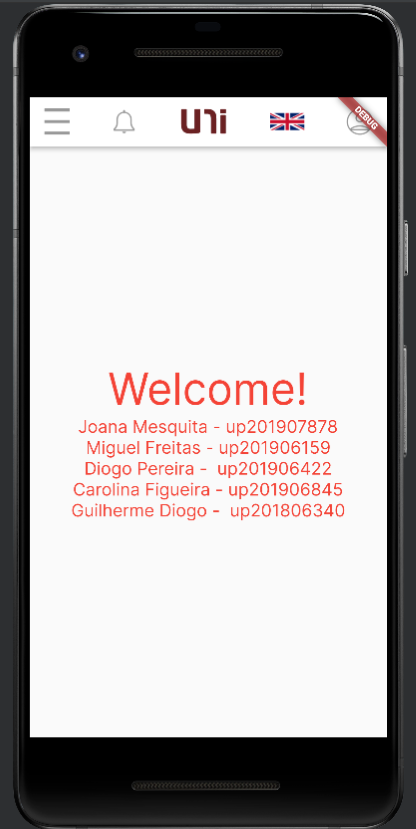 uni
DEBUG
Welcome!
Joana Mesquita - up201907878
Miguel Freitas - up201906159
Diogo Pereira -  up201906422
Carolina Figueira - up201906845
Guilherme Diogo -  up201806340